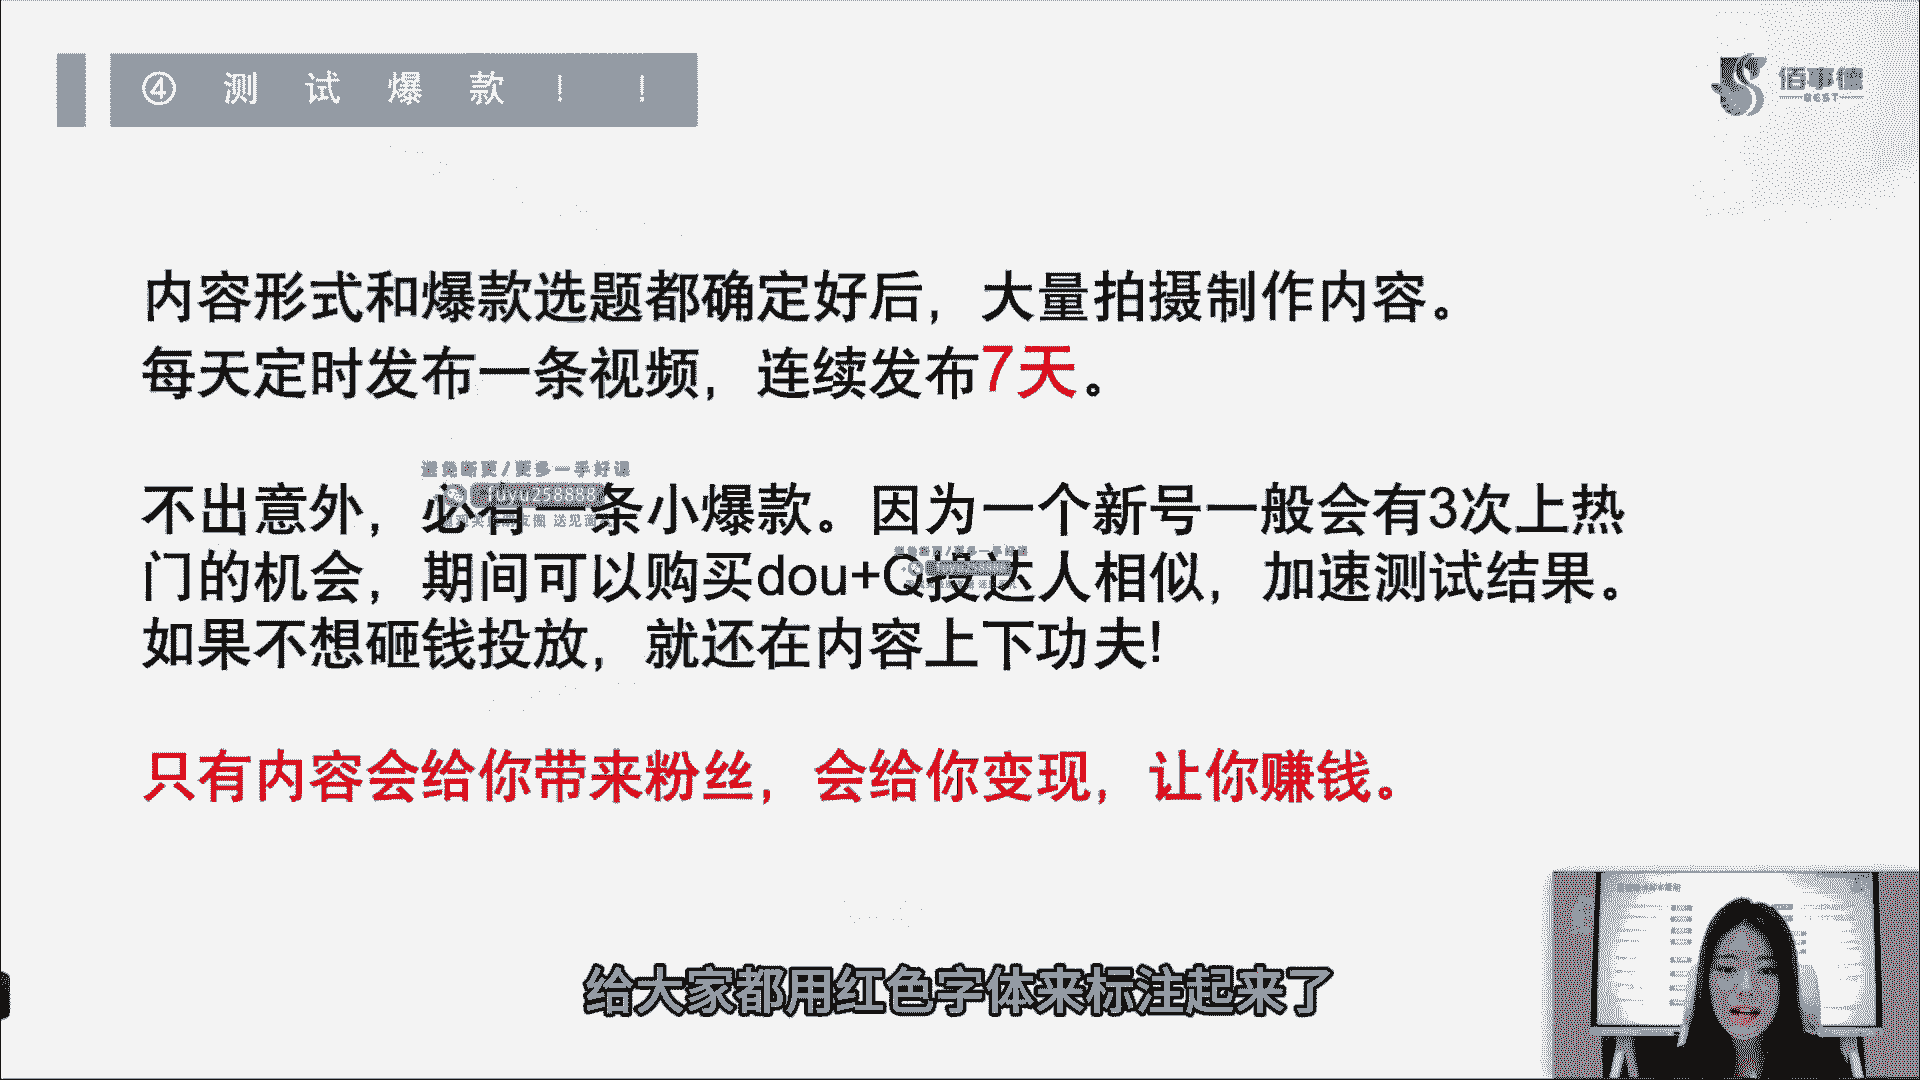 ④ 测试爆款！！
佰事德
BEST
内容形式和爆款选题都确定好后，大量拍摄制作内容。
每天定时发布一条视频，连续发布7天。
避免断更/更多一手好课
fuyu258888
不出意外，必有一条小爆款。因为一个新号一般会有3次上热
门的机会，期间可以购买dou+Q投达人相似，加速测试结果。
如果不想砸钱投放，就还在内容上下功夫!
只有内容会给你带来粉丝，会给你变现，让你赚钱。
给大家都用红色字体来标注起来了